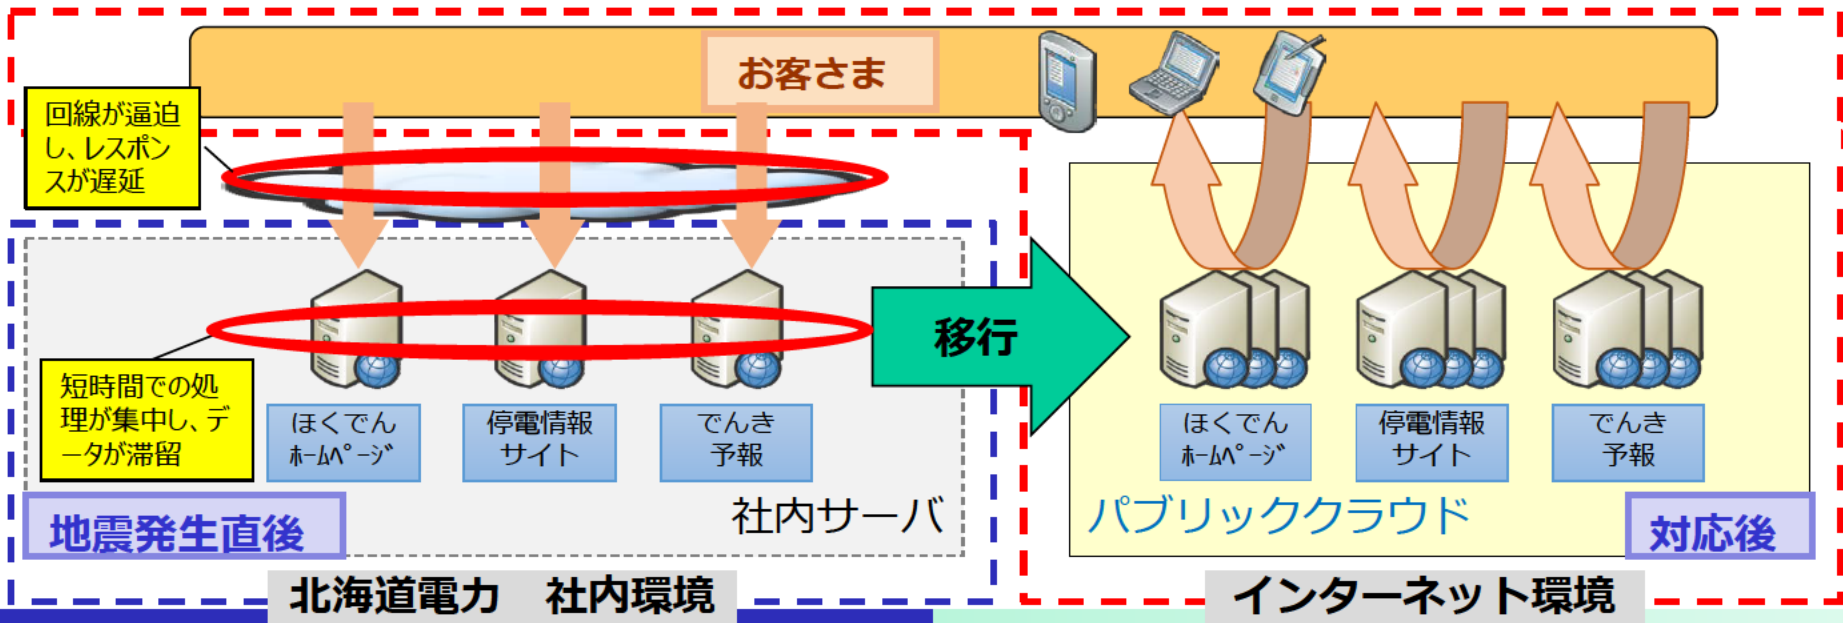 お客さま
回線が逼迫
し、レスポン
スが遅延
移行
短時間での処
理が集中し、デ
ータが滞留
ほくでん
ﾎｰﾑﾍﾟｰｼﾞ
停電情報
サイト
でんき
予報
社内サーバ
地震発生直後
北海道電力　社内環境
ほくでん
ﾎｰﾑﾍﾟｰｼﾞ
停電情報
サイト
でんき
予報
パブリッククラウド
対応後
インターネット環境